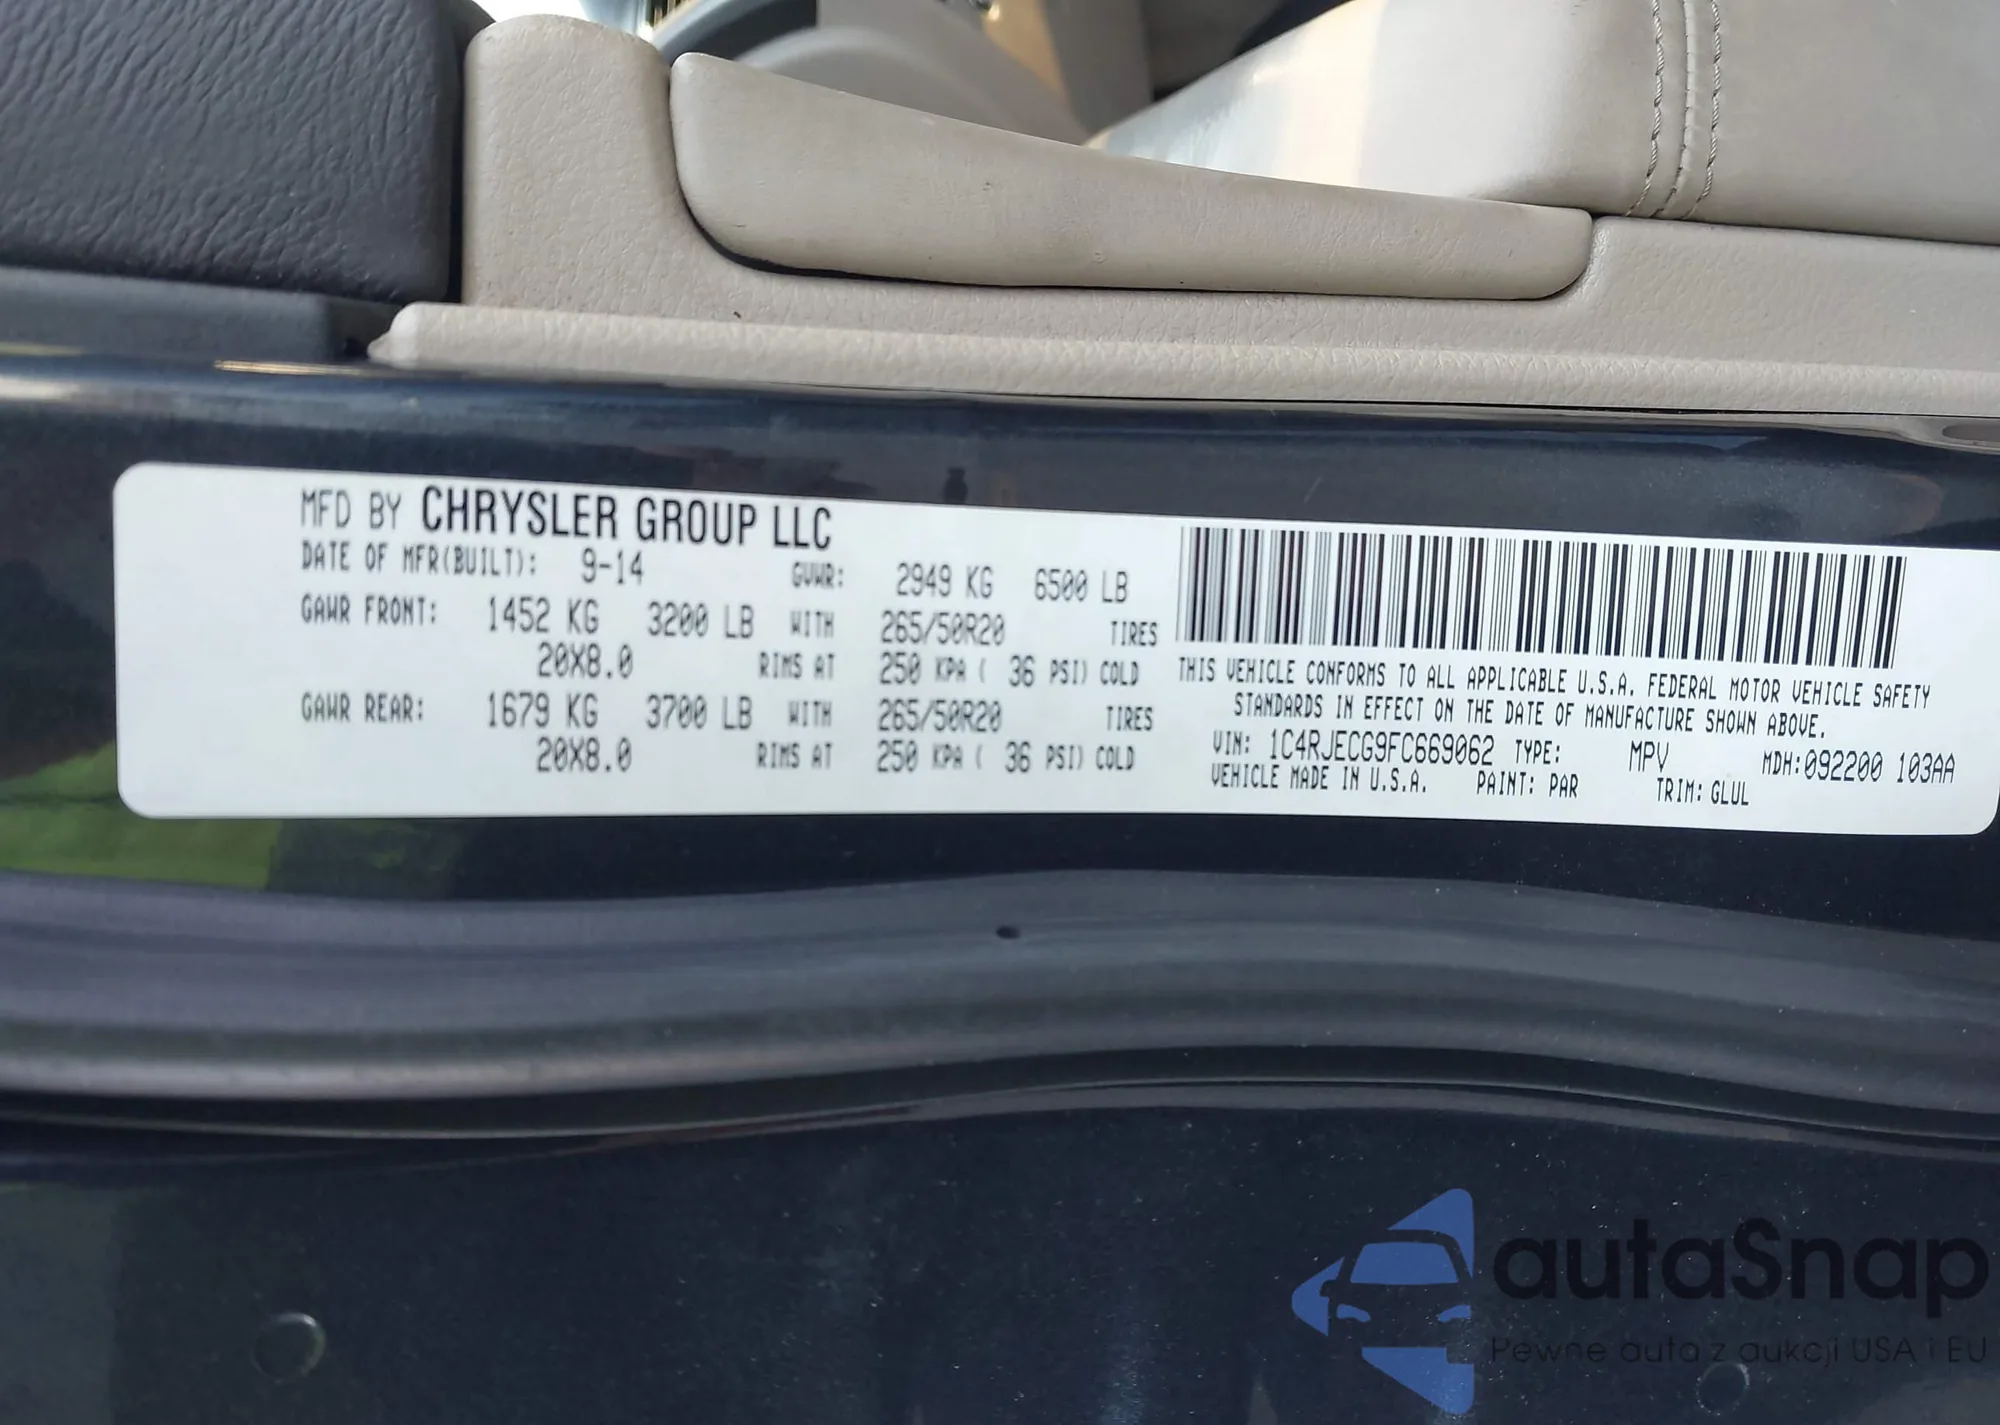 MFD BY CHRYSLER GROUP LLC
DATE OF MFR(BUILT): 9-14 GVWR: 2949 KG 6500 LB
GAWR FRONT: 1452 KG 3200 LB WITH 265/50R20 TIRES
20X8.0 RIMS AT 250 KPA ( 36 PSI) COLD
GAWR REAR: 1679 KG 3700 LB WITH 265/50R20 TIRES
20X8.0 RIMS AT 250 KPA ( 36 PSI) COLD
THIS VEHICLE CONFORMS TO ALL APPLICABLE U.S.A. FEDERAL MOTOR VEHICLE SAFETY
STANDARDS IN EFFECT ON THE DATE OF MANUFACTURE SHOWN ABOVE.
VIN: 1C4RJECG9FC669062 TYPE: MPV MDH:092200 103AA
VEHICLE MADE IN U.S.A. PAINT: PAR TRIM: GLUL
autaSnap
Pewne auta z aukcji USA i EU